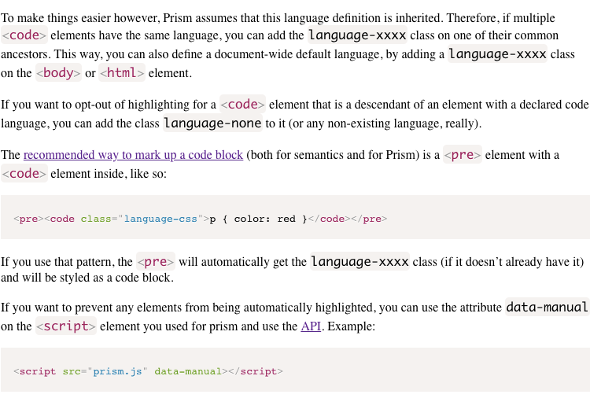 To make things easier however, Prism assumes that this language definition is inherited. Therefore, if multiple
<code> elements have the same language, you can add the language-xxxx class on one of their common
ancestors. This way, you can also define a document-wide default language, by adding a language-xxxx class
on the <body> or <html> element.
If you want to opt-out of highlighting for a <code> element that is a descendant of an element with a declared code
language, you can add the class language-none to it (or any non-existing language, really).
The recommended way to mark up a code block (both for semantics and for Prism) is a <pre> element with a
<code> element inside, like so:
<pre><code class="language-css">p { color: red }</code></pre>
If you use that pattern, the <pre> will automatically get the language-xxxx class (if it doesn’t already have it)
and will be styled as a code block.
If you want to prevent any elements from being automatically highlighted, you can use the attribute data-manual
on the <script> element you used for prism and use the API. Example:
<script src="prism.js" data-manual></script>